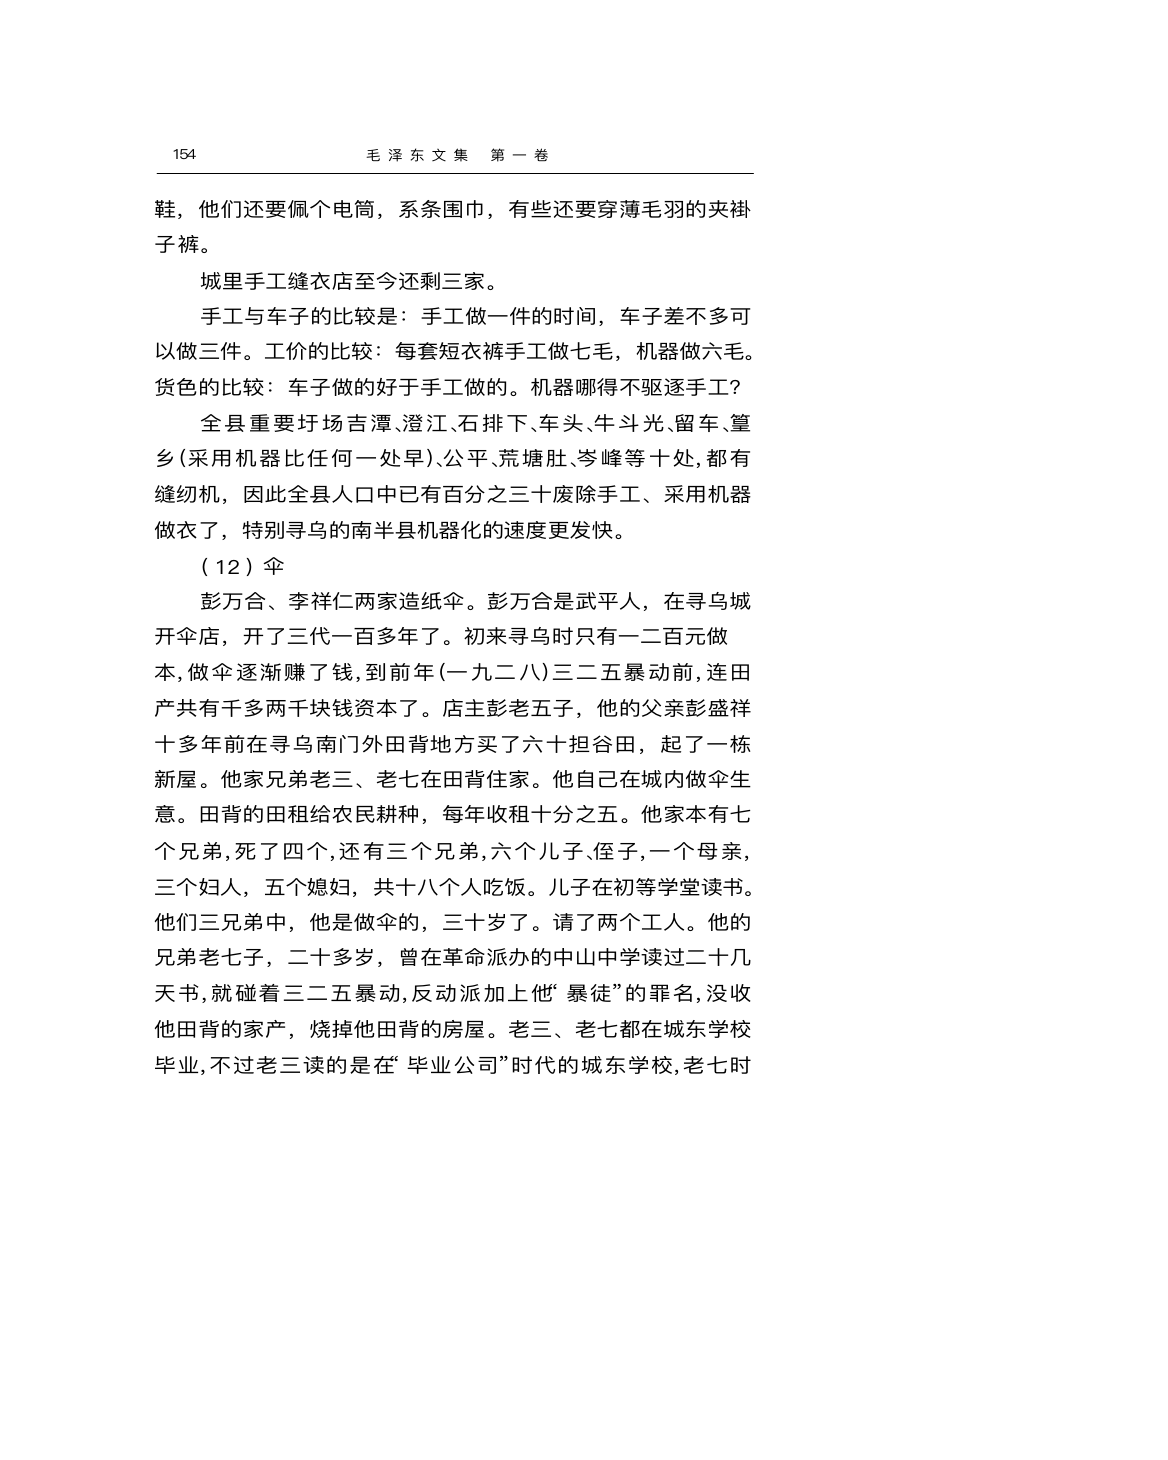 154 毛泽东文集 第一卷
鞋，他们还要佩个电筒，系条围巾，有些还要穿薄毛羽的夹褂
子裤。
城里手工缝衣店至今还剩三家。
手工与车子的比较是：手工做一件的时间，车子差不多可
以做三件。工价的比较：每套短衣裤手工做七毛，机器做六毛。
货色的比较：车子做的好于手工做的。机器哪得不驱逐手工？
全县重要圩场吉潭、澄江、石排下、车头、牛斗光、留车、篁
乡(采用机器比任何一处早)、公平、荒塘肚、岑峰等十处,都有
缝纫机，因此全县人口中已有百分之三十废除手工、采用机器
做衣了，特别寻乌的南半县机器化的速度更发快。
（12）伞
彭万合、李祥仁两家造纸伞。彭万合是武平人，在寻乌城
开伞店，开了三代一百多年了。初来寻乌时只有一二百元做
本,做伞逐渐赚了钱,到前年(一九二八)三二五暴动前,连田
产共有千多两千块钱资本了。店主彭老五子，他的父亲彭盛祥
十多年前在寻乌南门外田背地方买了六十担谷田，起了一栋
新屋。他家兄弟老三、老七在田背住家。他自己在城内做伞生
意。田背的田租给农民耕种，每年收租十分之五。他家本有七
个兄弟,死了四个,还有三个兄弟,六个儿子、侄子,一个母亲,
三个妇人，五个媳妇，共十八个人吃饭。儿子在初等学堂读书。
他们三兄弟中，他是做伞的，三十岁了。请了两个工人。他的
兄弟老七子，二十多岁，曾在革命派办的中山中学读过二十几
天书,就碰着三二五暴动,反动派加上他“暴徒”的罪名,没收
他田背的家产，烧掉他田背的房屋。老三、老七都在城东学校
毕业,不过老三读的是在“毕业公司”时代的城东学校,老七时